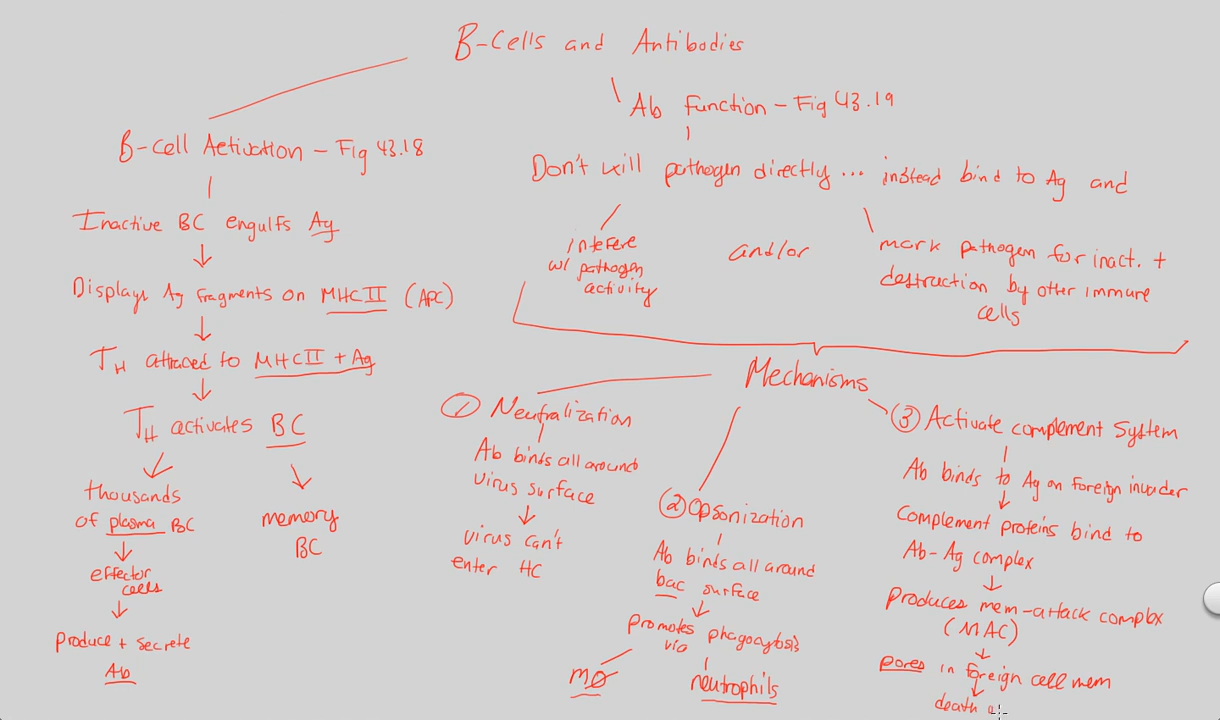 B-Cells and Antibodies
B-cell Activation - Fig 43.18
Inactive BC engulfs Ag
Displays Ag fragments on MHC II (APC)
TH attraced to MHC II + Ag
TH activates BC
thousands
of plasma BC
effector
cells
produce + secrete
Ab
memory
BC
Ab Function - Fig 43.19
Don't kill pathogen directly... instead bind to Ag and
intefere
w/ pathogen
activity
and/or
mark pathogen for inact. +
destruction by other immune
cells
Mechanisms
① Neutralization
Ab binds all around
virus surface
virus can't
enter HC
② Opsonization
Ab binds all around
bac surface
promotes phagocytosis
via
mø
neutrophils
③ Activate complement System
Ab binds to Ag on foreign invader
Complement proteins bind to
Ab-Ag complex
produces mem-attack complex
(MAC)
pores in foreign cell mem
death